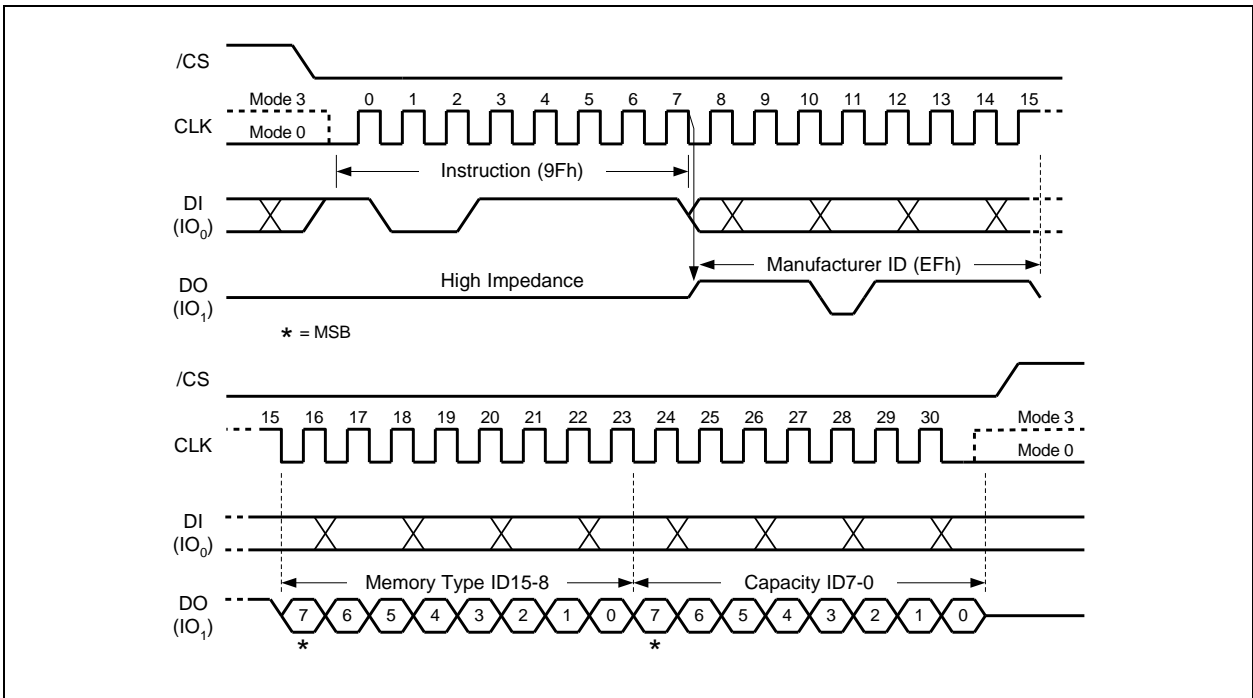 /CS
Mode 3 0 1 2 3 4 5 6 7 8 9 10 11 12 13 14 15
CLK
Mode 0
Instruction (9Fh)
DI
(IO₀)
Manufacturer ID (EFh)
High Impedance
DO
(IO₁)
* = MSB
/CS
15 16 17 18 19 20 21 22 23 24 25 26 27 28 29 30 Mode 3
CLK
Mode 0
DI
(IO₀)
Memory Type ID15-8 Capacity ID7-0
DO
(IO₁)
7 6 5 4 3 2 1 0 7 6 5 4 3 2 1 0
* *